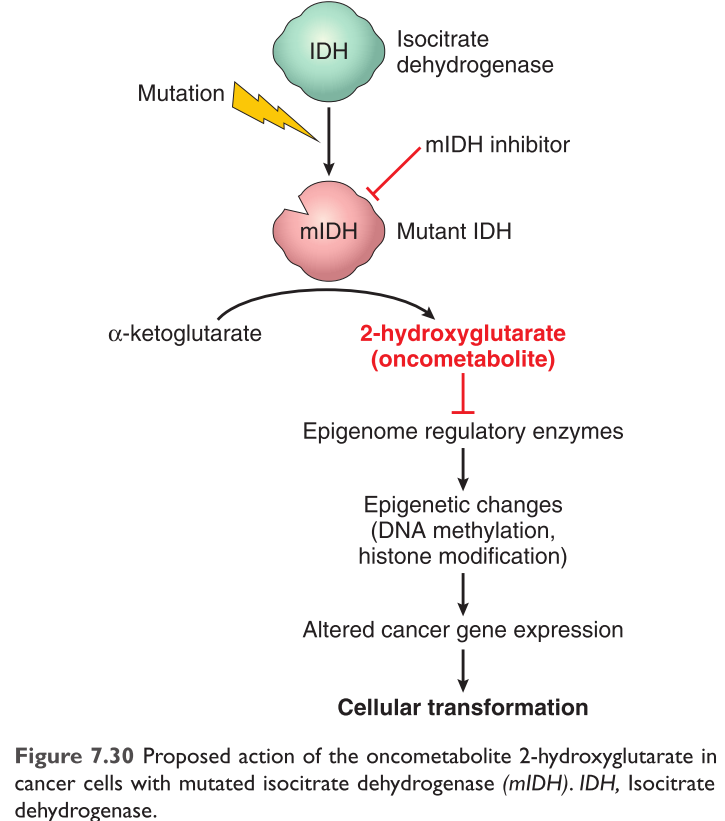 IDH
Isocitrate
dehydrogenase
Mutation
mIDH inhibitor
mIDH
Mutant IDH
α-ketoglutarate
2-hydroxyglutarate
(oncometabolite)
Epigenome regulatory enzymes
Epigenetic changes
(DNA methylation,
histone modification)
Altered cancer gene expression
Cellular transformation
Figure 7.30 Proposed action of the oncometabolite 2-hydroxyglutarate in
cancer cells with mutated isocitrate dehydrogenase (mIDH). IDH, Isocitrate
dehydrogenase.